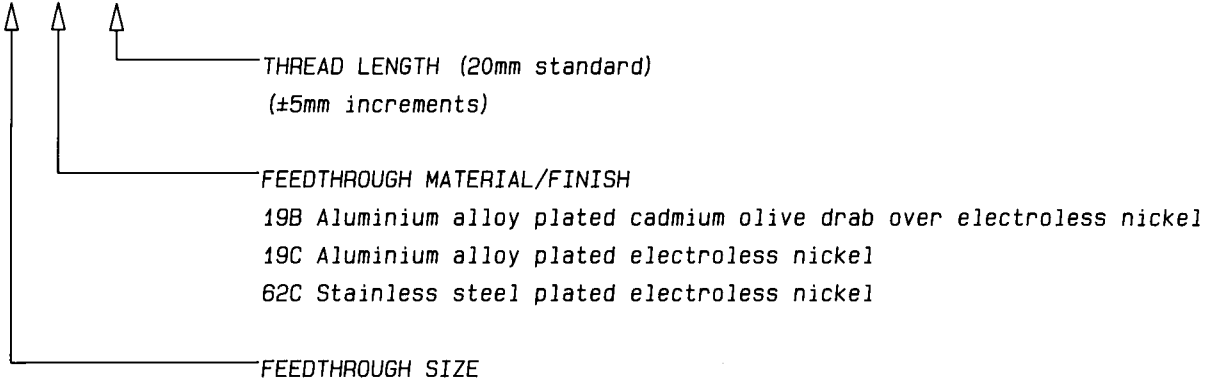 THREAD LENGTH (20mm standard)
(±5mm increments)
FEEDTHROUGH MATERIAL/FINISH
19B Aluminium alloy plated cadmium olive drab over electroless nickel
19C Aluminium alloy plated electroless nickel
62C Stainless steel plated electroless nickel
FEEDTHROUGH SIZE